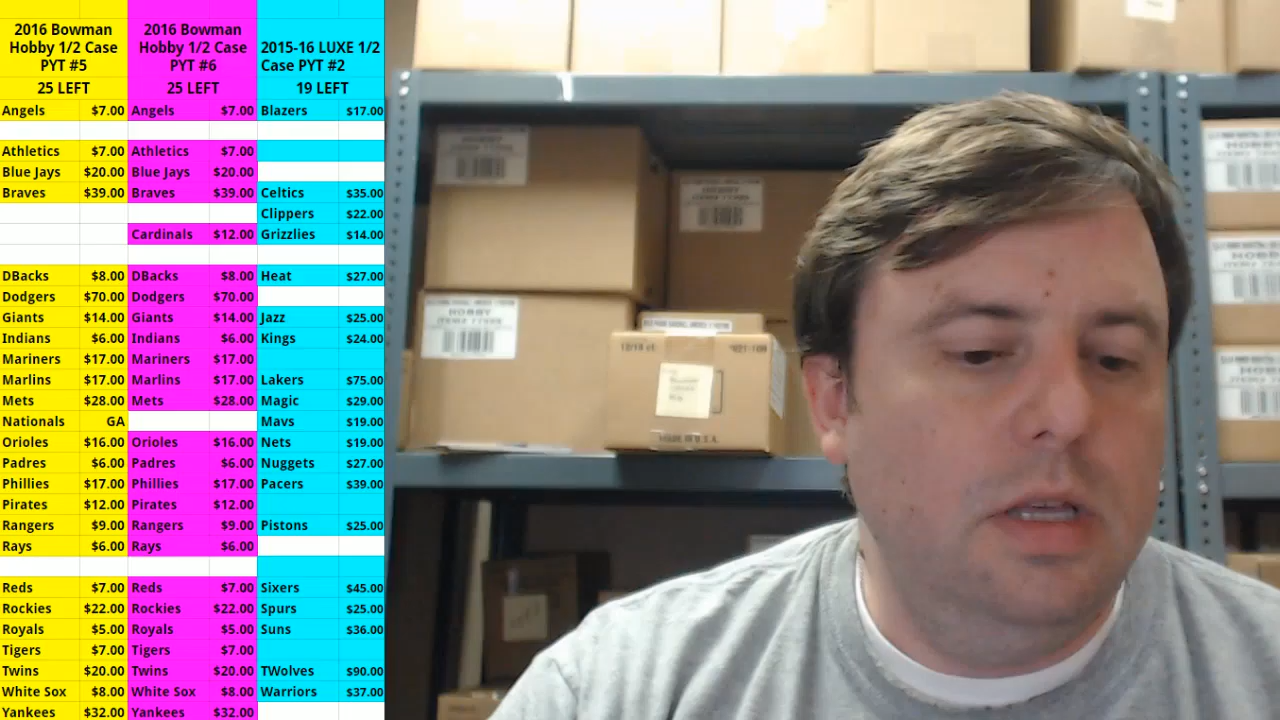 2016 Bowman
Hobby 1/2 Case
PYT #5
25 LEFT
Angels $7.00
Athletics $7.00
Blue Jays $20.00
Braves $39.00
DBacks $8.00
Dodgers $70.00
Giants $14.00
Indians $6.00
Mariners $17.00
Marlins $17.00
Mets $28.00
Nationals GA
Orioles $16.00
Padres $6.00
Phillies $17.00
Pirates $12.00
Rangers $9.00
Rays $6.00
Reds $7.00
Rockies $22.00
Royals $5.00
Tigers $7.00
Twins $20.00
White Sox $8.00
Yankees $32.00
2016 Bowman
Hobby 1/2 Case
PYT #6
25 LEFT
Angels $7.00
Athletics $7.00
Blue Jays $20.00
Braves $39.00
Cardinals $12.00
DBacks $8.00
Dodgers $70.00
Giants $14.00
Indians $6.00
Mariners $17.00
Marlins $17.00
Mets $28.00
Orioles $16.00
Padres $6.00
Phillies $17.00
Pirates $12.00
Rangers $9.00
Rays $6.00
Reds $7.00
Rockies $22.00
Royals $5.00
Tigers $7.00
Twins $20.00
White Sox $8.00
Yankees $32.00
2015-16 LUXE 1/2
Case PYT #2
19 LEFT
Blazers $17.00
Celtics $35.00
Clippers $22.00
Grizzlies $14.00
Heat $27.00
Jazz $25.00
Kings $24.00
Lakers $75.00
Magic $29.00
Mavs $19.00
Nets $19.00
Nuggets $27.00
Pacers $39.00
Pistons $25.00
Sixers $45.00
Spurs $25.00
Suns $36.00
TWolves $90.00
Warriors $37.00
HOBBY
HOBBY
HOBBY
HOBBY
HOBBY
HOBBY